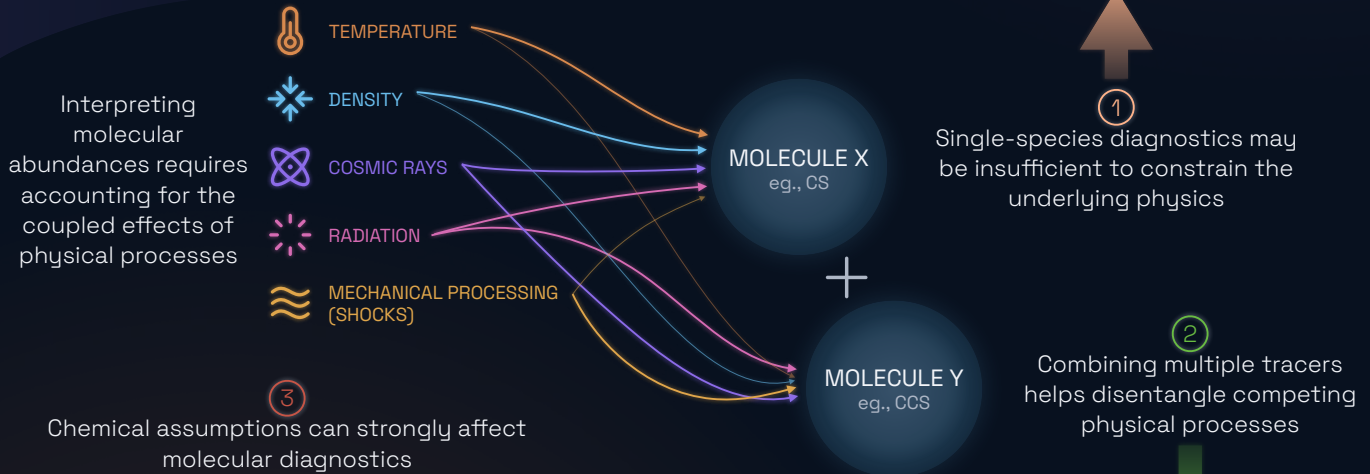 Interpreting
molecular
abundances requires
accounting for the
coupled effects of
physical processes
TEMPERATURE
DENSITY
COSMIC RAYS
RADIATION
MECHANICAL PROCESSING
(SHOCKS)
MOLECULE X
eg., CS
MOLECULE Y
eg., CCS
1
Single-species diagnostics may
be insufficient to constrain the
underlying physics
2
Combining multiple tracers
helps disentangle competing
physical processes
3
Chemical assumptions can strongly affect
molecular diagnostics